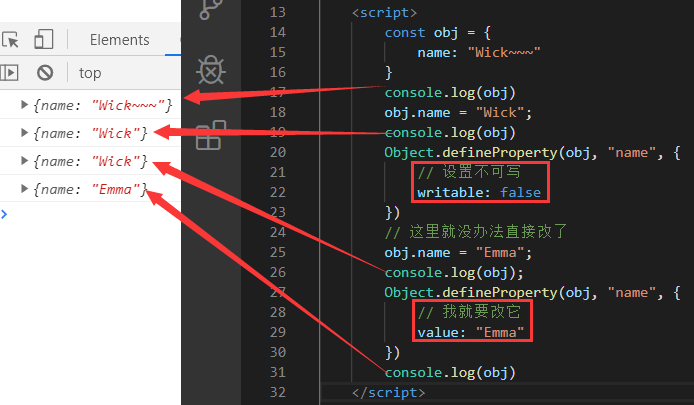 Elements
top
{name: "Wick~~~"}
{name: "Wick"}
{name: "Wick"}
{name: "Emma"}
13 <script>
14 const obj = {
15 name: "Wick~~~"
16 }
17 console.log(obj)
18 obj.name = "Wick";
19 console.log(obj)
20 Object.defineProperty(obj, "name", {
21 // 设置不可写
22 writable: false
23 })
24 // 这里就没办法直接改了
25 obj.name = "Emma";
26 console.log(obj);
27 Object.defineProperty(obj, "name", {
28 // 我就要改它
29 value: "Emma"
30 })
31 console.log(obj)
32 </script>